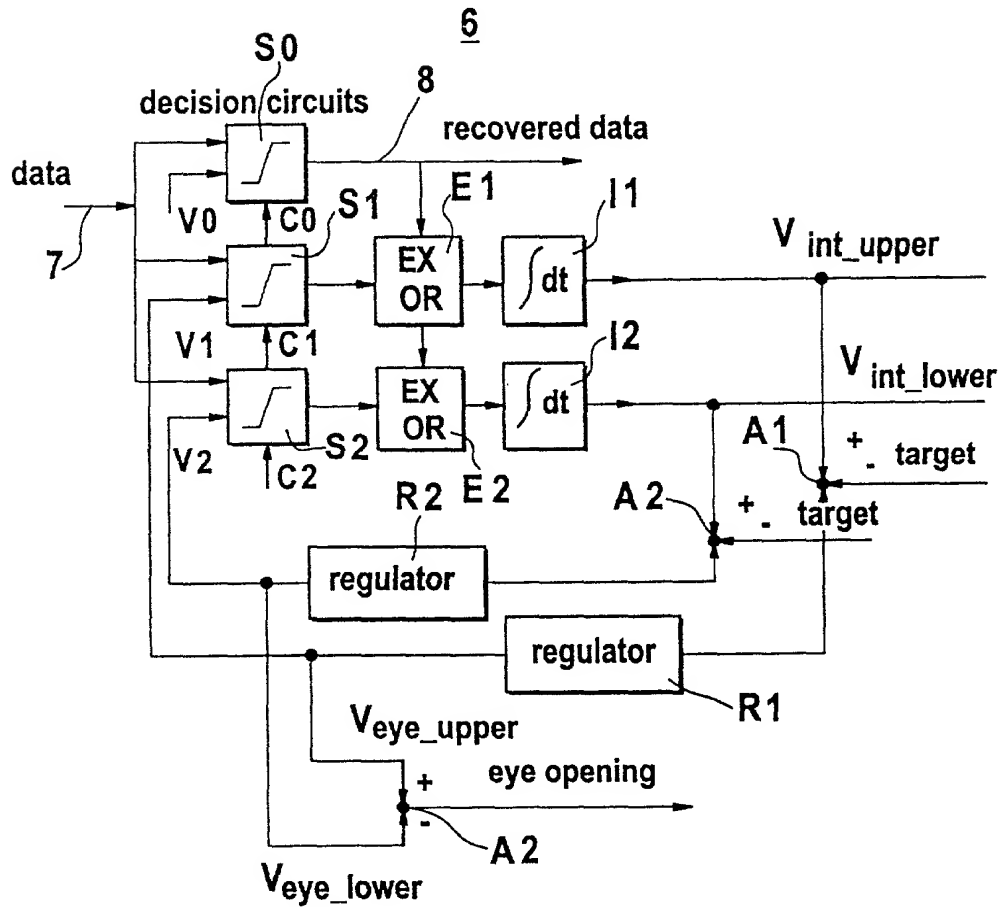 6
S0
decision circuits
8
recovered data
data
7
V0
C0
S1
E1
I1
EX
OR
∫dt
V int_upper
V1
C1
I2
V int_lower
EX
OR
∫dt
V2
S2
C2
E2
A1
+
-
target
R2
A2
+
-
target
regulator
regulator
R1
Veye_upper
+
eye opening
-
A2
Veye_lower